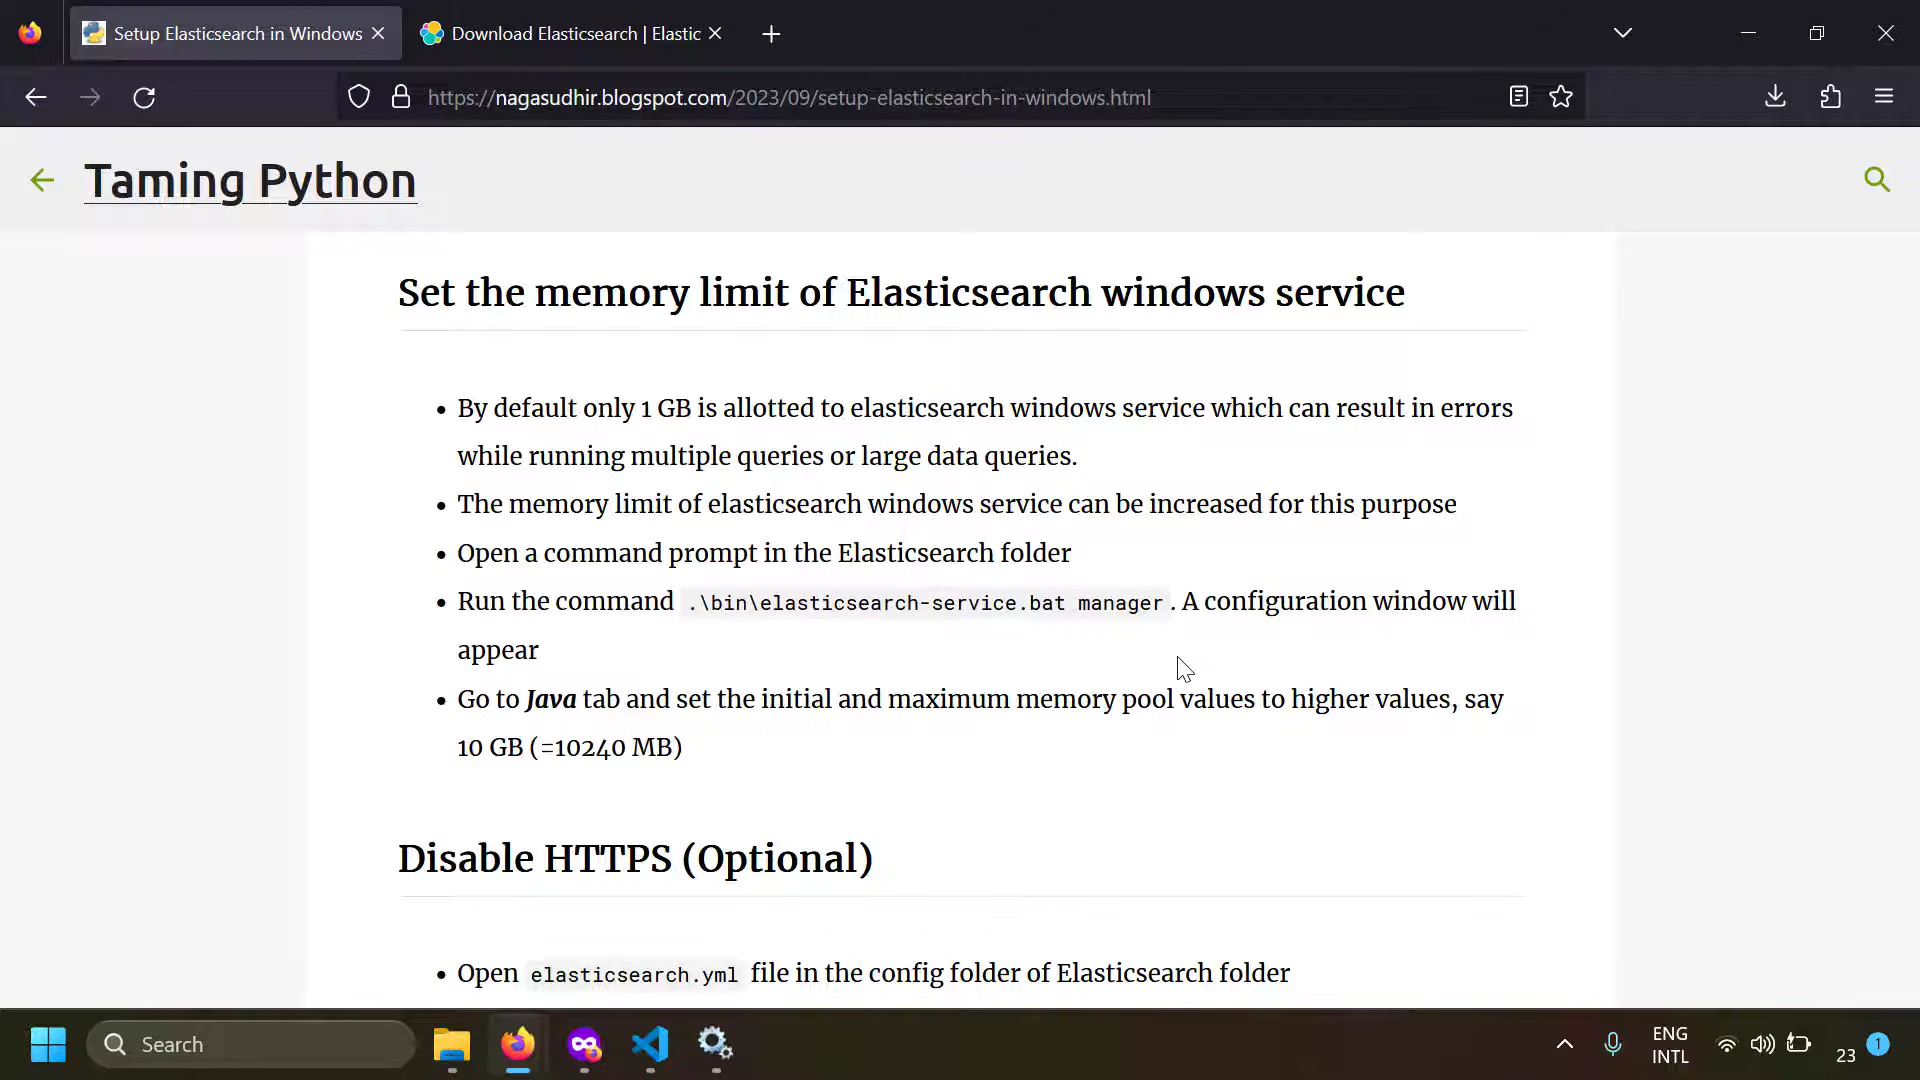 Setup Elasticsearch in Windows
Download Elasticsearch | Elastic
https://nagasudhir.blogspot.com/2023/09/setup-elasticsearch-in-windows.html
Taming Python
Set the memory limit of Elasticsearch windows service
By default only 1 GB is allotted to elasticsearch windows service which can result in errors
while running multiple queries or large data queries.
The memory limit of elasticsearch windows service can be increased for this purpose
Open a command prompt in the Elasticsearch folder
Run the command .\bin\elasticsearch-service.bat manager. A configuration window will
appear
Go to Java tab and set the initial and maximum memory pool values to higher values, say
10 GB (=10240 MB)
Disable HTTPS (Optional)
Open elasticsearch.yml file in the config folder of Elasticsearch folder
Search
ENG
INTL
23
1